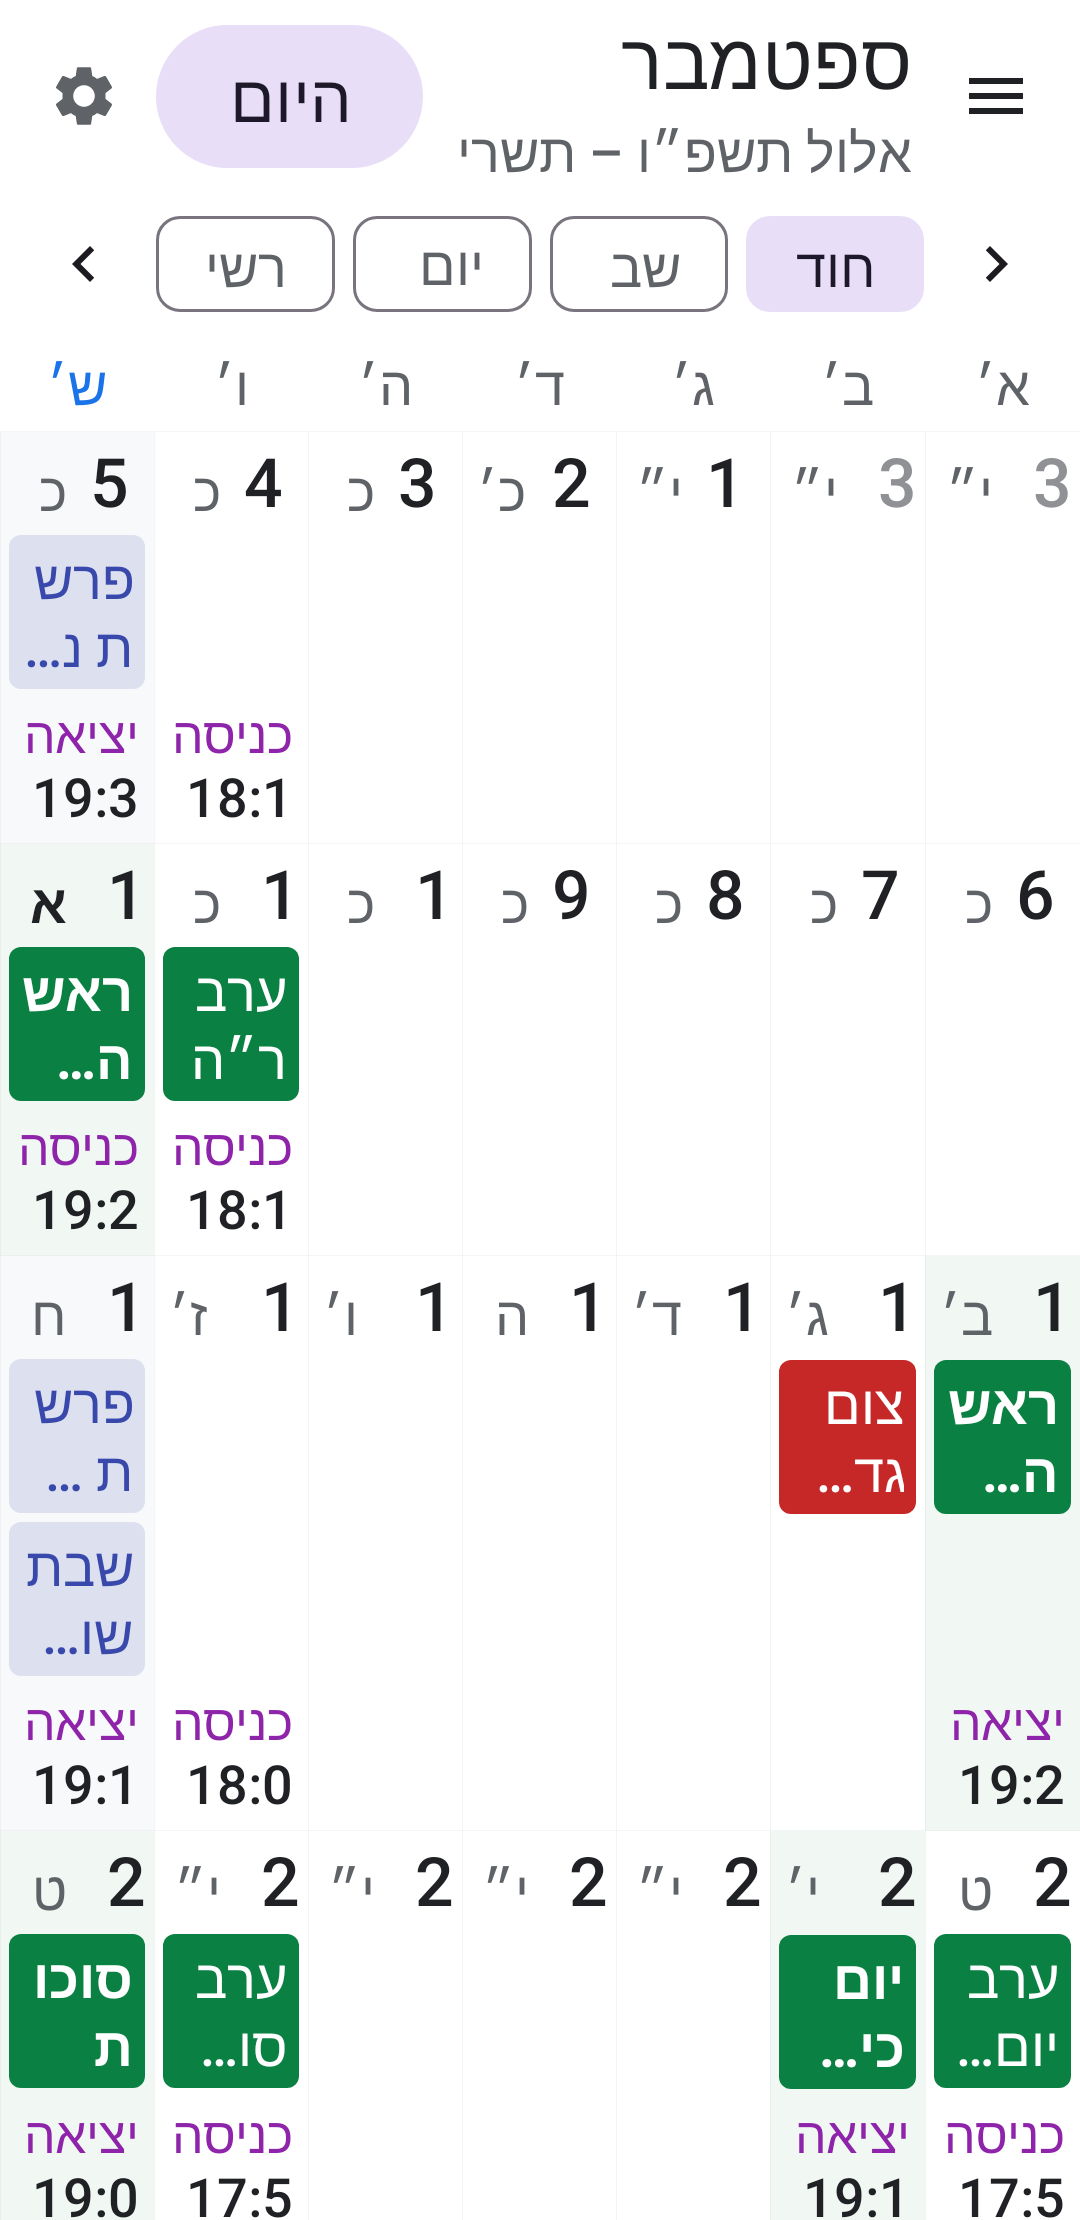 ספטמבר
אלול תשפ״ו – תשרי
היום
חוד
שב
יום
רשי
א׳ ב׳ ג׳ ד׳ ה׳ ו׳ ש׳
3 י״ 3 י״ 1 י״ 2 כ׳ 3 כ 4 כ 5 כ
פרש
ת נ...
כניסה יציאה
18:1 19:3
6 כ 7 כ 8 כ 9 כ 1 כ 1 כ 1 א
ערב ראש
ר״ה ה...
כניסה כניסה
18:1 19:2
1 ב׳ 1 ג׳ 1 ד׳ 1 ה 1 ו׳ 1 ז׳ 1 ח
ראש צום פרש
ה... גד... ת ...
שבת
שו...
יציאה כניסה יציאה
19:2 18:0 19:1
2 ט 2 י׳ 2 י״ 2 י״ 2 י״ 2 י״ 2 ט
ערב יום ערב סוכו
יום... כי... סו... ת
כניסה יציאה כניסה יציאה
17:5 19:1 17:5 19:0